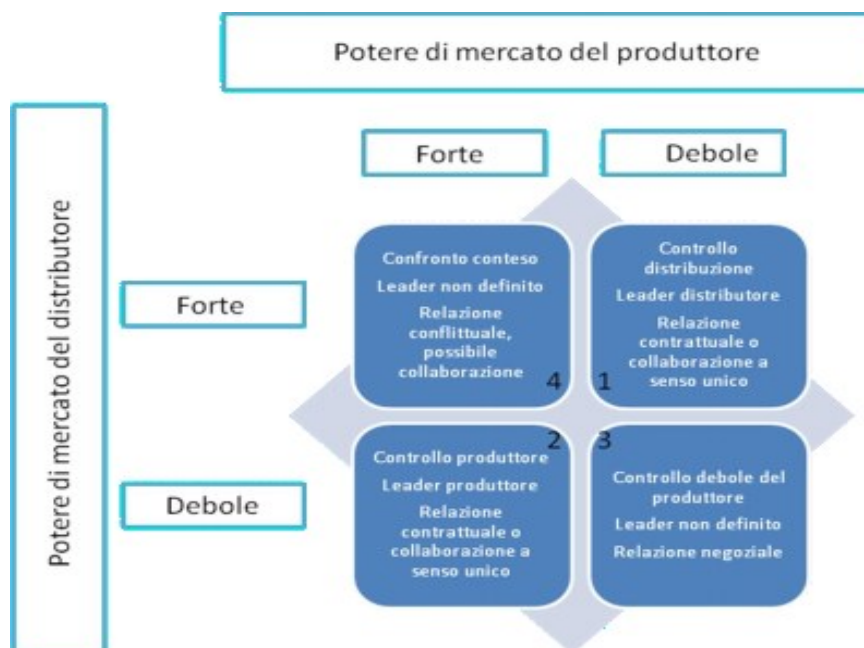 Potere di mercato del produttore
Forte
Debole
Potere di mercato del distributore
Forte
Confronto conteso
Leader non definito
Relazione
conflittuale,
possibile
collaborazione
4
Controllo
distribuzione
Leader distributore
Relazione
contrattuale o
collaborazione a
senso unico
1
Debole
2
Controllo produttore
Leader produttore
Relazione
contrattuale o
collaborazione a
senso unico
3
Controllo debole del
produttore
Leader non definito
Relazione negoziale